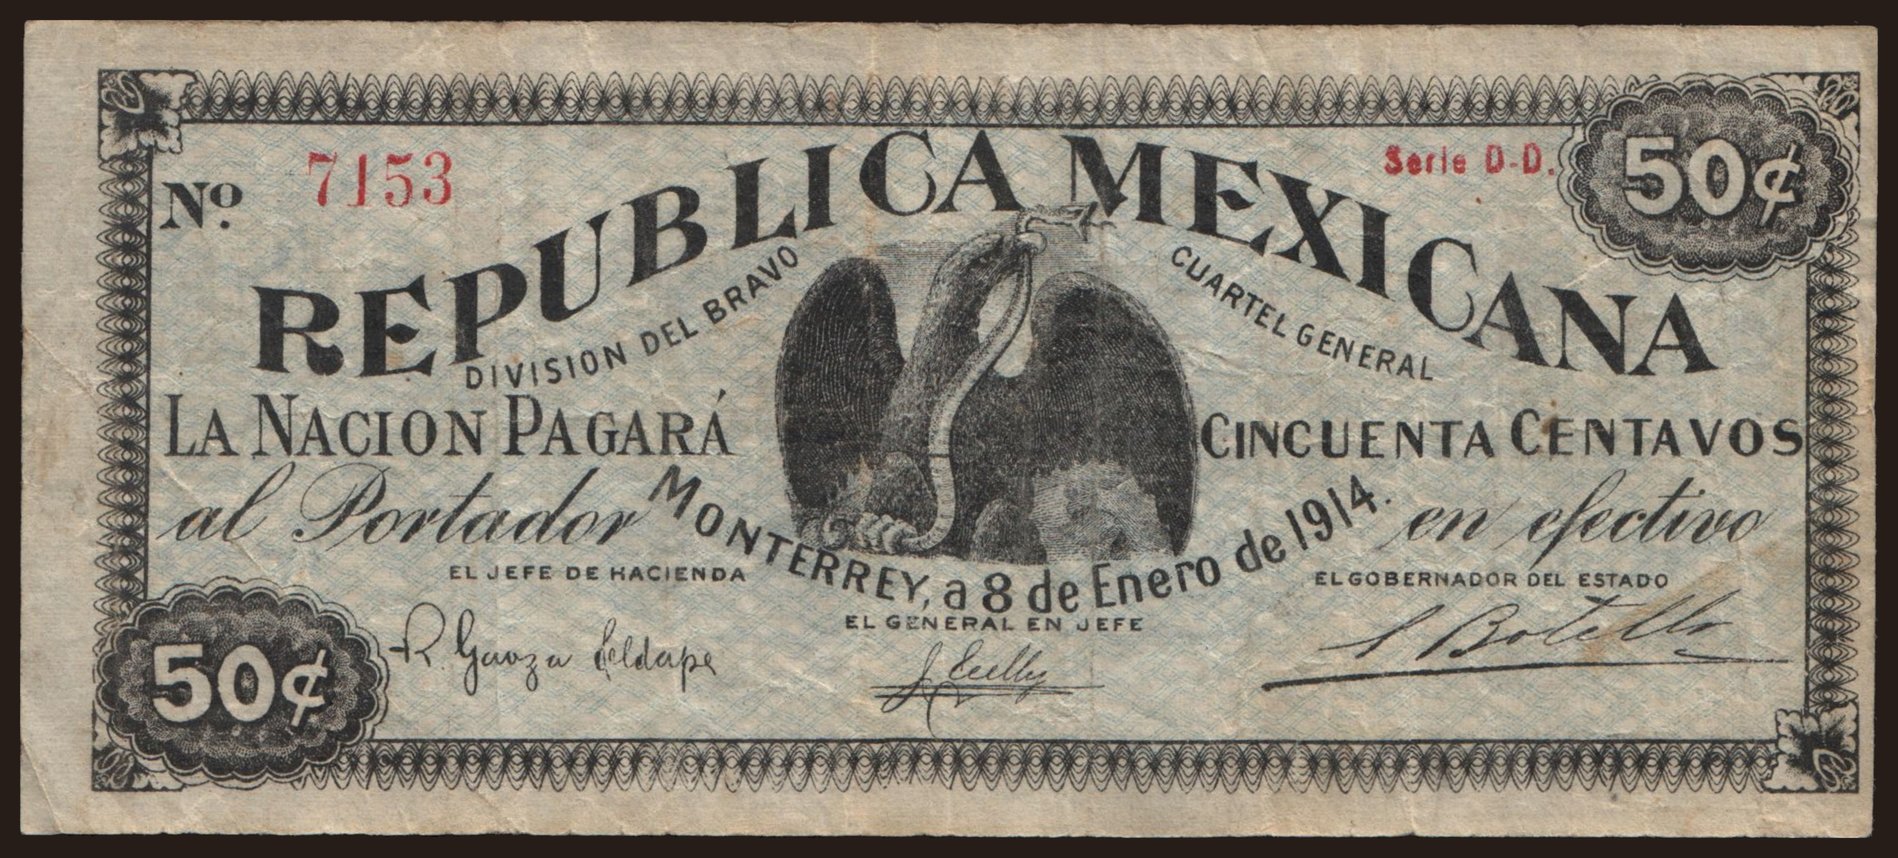 No. 7153
Serie D-D.
50¢
REPUBLICA MEXICANA
DIVISION DEL BRAVO
CUARTEL GENERAL
LA NACION PAGARÁ
CINCUENTA CENTAVOS
al Portador
en efectivo
MONTERREY, a 8 de Enero de 1914.
EL JEFE DE HACIENDA
EL GENERAL EN JEFE
EL GOBERNADOR DEL ESTADO
R. Garza
Botello
50¢